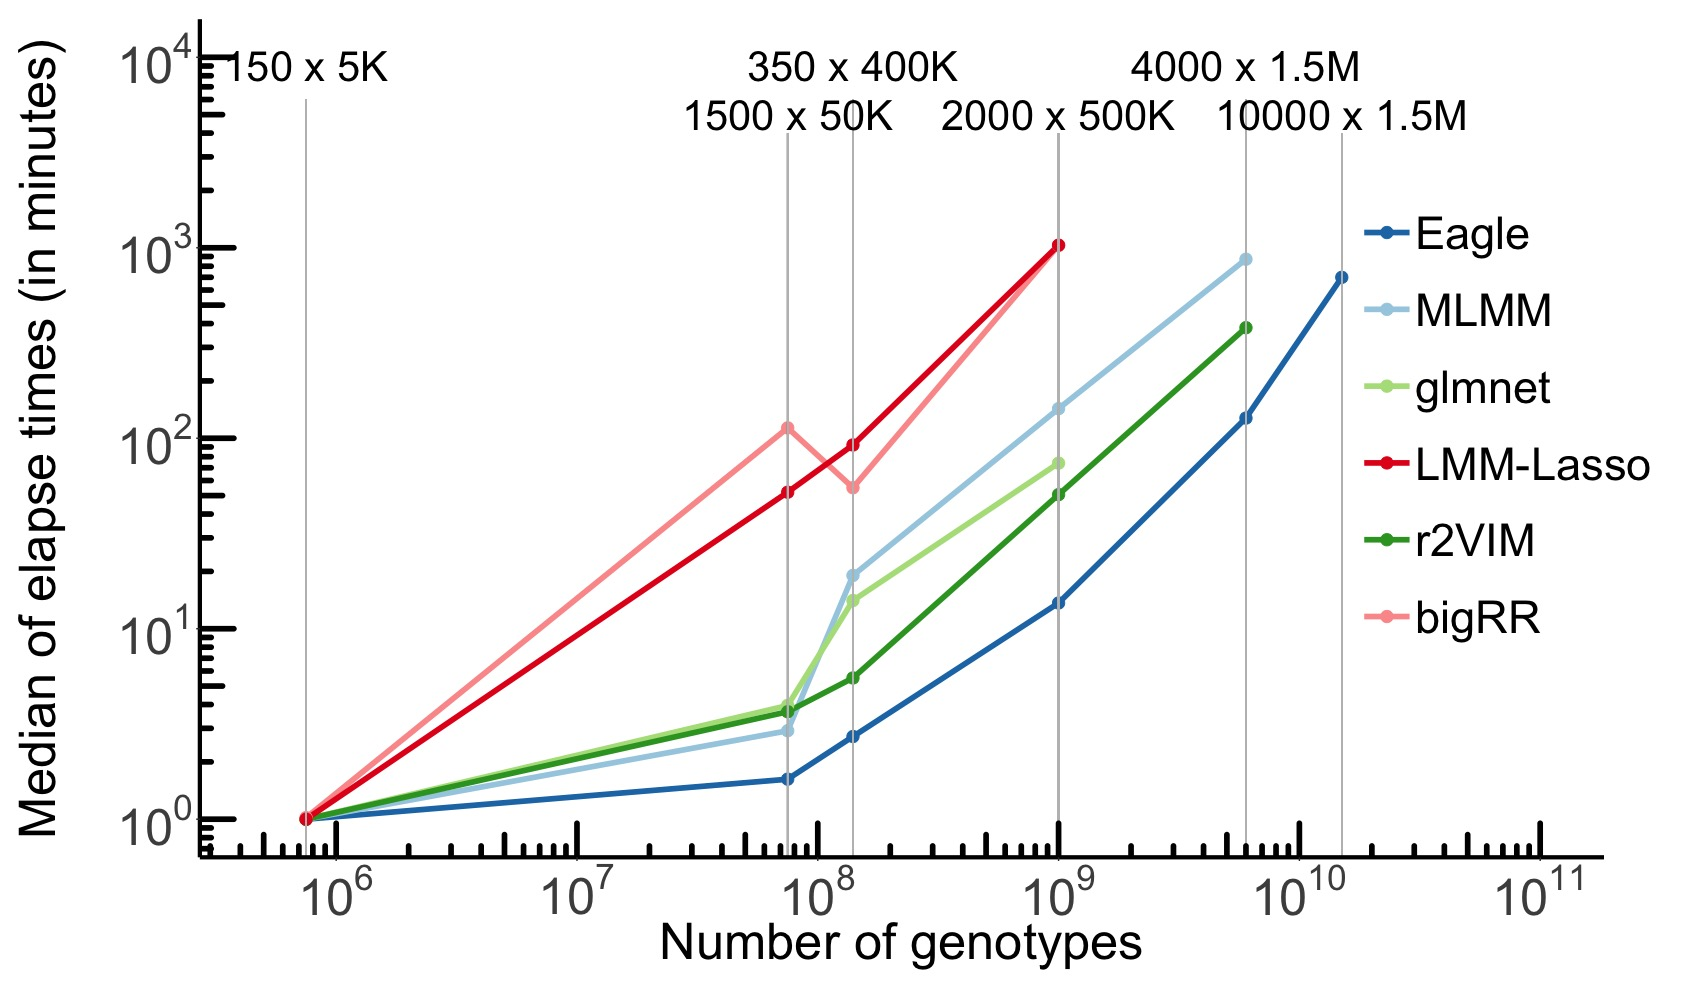 Median of elapse times (in minutes)
10^4
10^3
10^2
10^1
10^0
150 x 5K
350 x 400K
4000 x 1.5M
1500 x 50K
2000 x 500K
10000 x 1.5M
Eagle
MLMM
glmnet
LMM-Lasso
r2VIM
bigRR
10^6 10^7 10^8 10^9 10^10 10^11
Number of genotypes